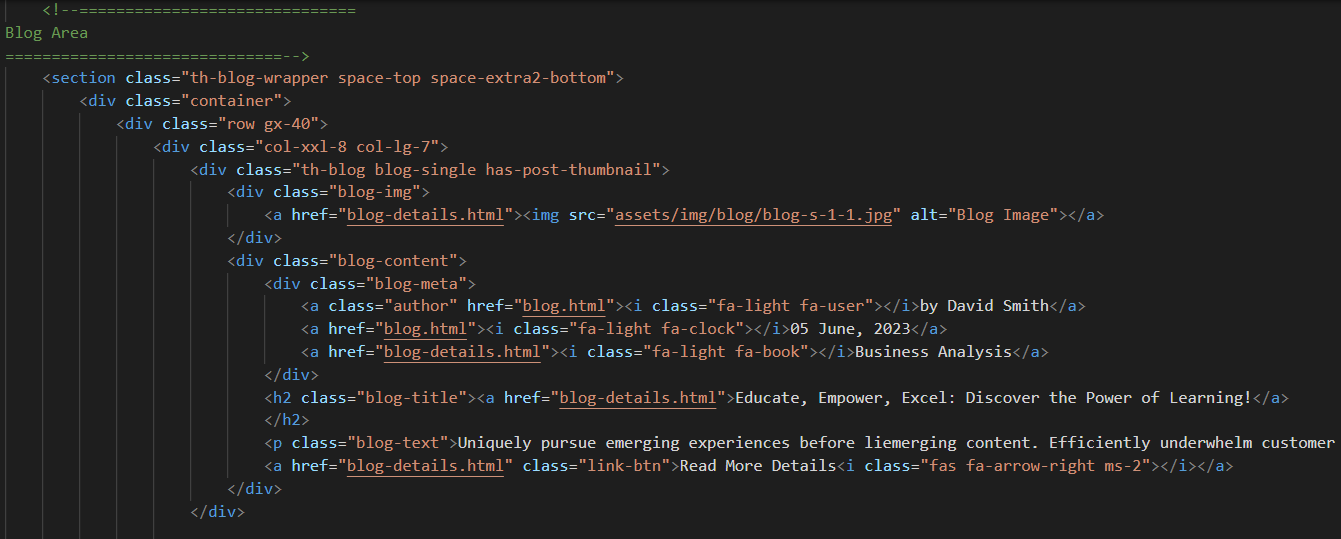 <!--==============================
Blog Area
==============================-->
<section class="th-blog-wrapper space-top space-extra2-bottom">
<div class="container">
<div class="row gx-40">
<div class="col-xxl-8 col-lg-7">
<div class="th-blog blog-single has-post-thumbnail">
<div class="blog-img">
<a href="blog-details.html"><img src="assets/img/blog/blog-s-1-1.jpg" alt="Blog Image"></a>
</div>
<div class="blog-content">
<div class="blog-meta">
<a class="author" href="blog.html"><i class="fa-light fa-user"></i>by David Smith</a>
<a href="blog.html"><i class="fa-light fa-clock"></i>05 June, 2023</a>
<a href="blog-details.html"><i class="fa-light fa-book"></i>Business Analysis</a>
</div>
<h2 class="blog-title"><a href="blog-details.html">Educate, Empower, Excel: Discover the Power of Learning!</a>
</h2>
<p class="blog-text">Uniquely pursue emerging experiences before liemerging content. Efficiently underwhelm customer
<a href="blog-details.html" class="link-btn">Read More Details<i class="fas fa-arrow-right ms-2"></i></a>
</div>
</div>